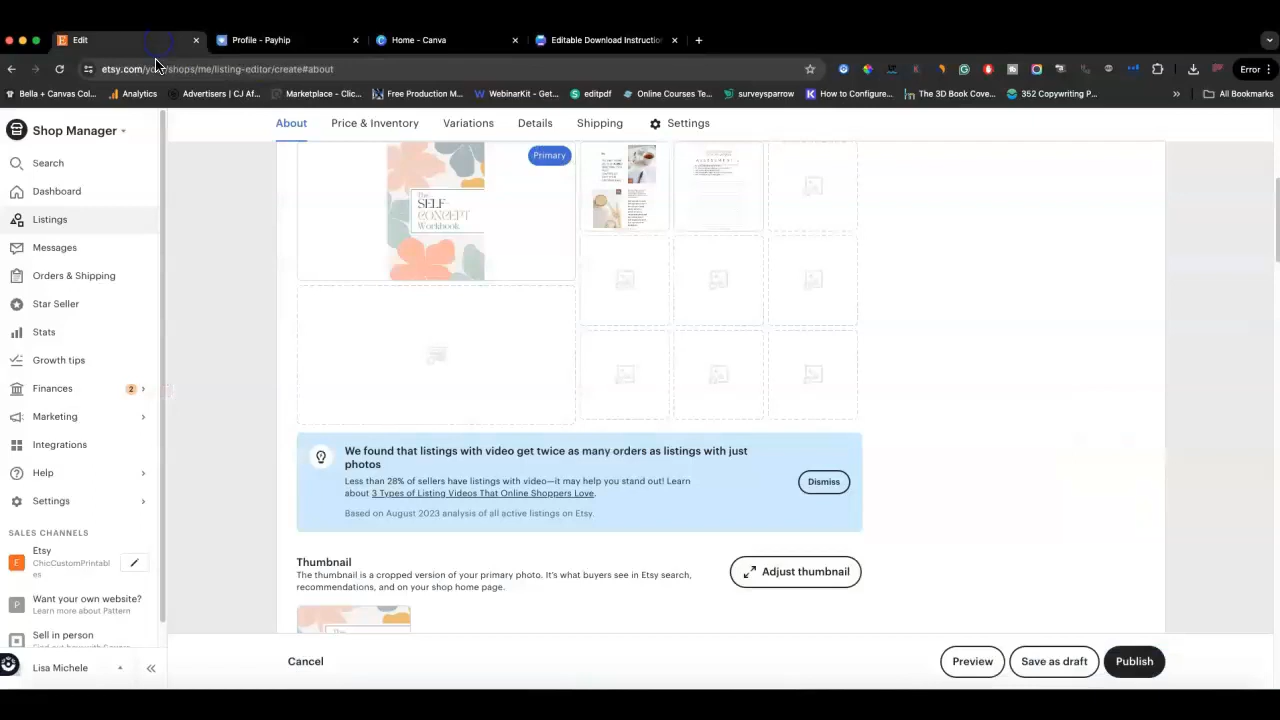 Edit
Profile - Payhip
Home - Canva
Editable Download Instruction
etsy.com/you/shops/me/listing-editor/create#about
Error
Bella + Canvas Col...
Analytics
Advertisers | CJ Af...
Marketplace - Clic...
Free Production M...
WebinarKit - Get...
editpdf
Online Courses Te...
surveysparrow
How to Configure...
The 3D Book Cove...
352 Copywriting P...
»
All Bookmarks
Shop Manager
About
Price & Inventory
Variations
Details
Shipping
Settings
Search
Dashboard
Listings
Messages
Orders & Shipping
Star Seller
Stats
Growth tips
Finances
2
Marketing
Integrations
Help
Settings
SALES CHANNELS
Etsy
ChicCustomPrintabl
es
Want your own website?
Learn more about Pattern
Sell in person
Lisa Michele
Primary
The
SELF
CONCEPT
Workbook
We found that listings with video get twice as many orders as listings with just
photos
Less than 28% of sellers have listings with video—it may help you stand out! Learn
about 3 Types of Listing Videos That Online Shoppers Love.
Based on August 2023 analysis of all active listings on Etsy.
Dismiss
Thumbnail
The thumbnail is a cropped version of your primary photo. It's what buyers see in Etsy search,
recommendations, and on your shop home page.
Adjust thumbnail
Cancel
Preview
Save as draft
Publish